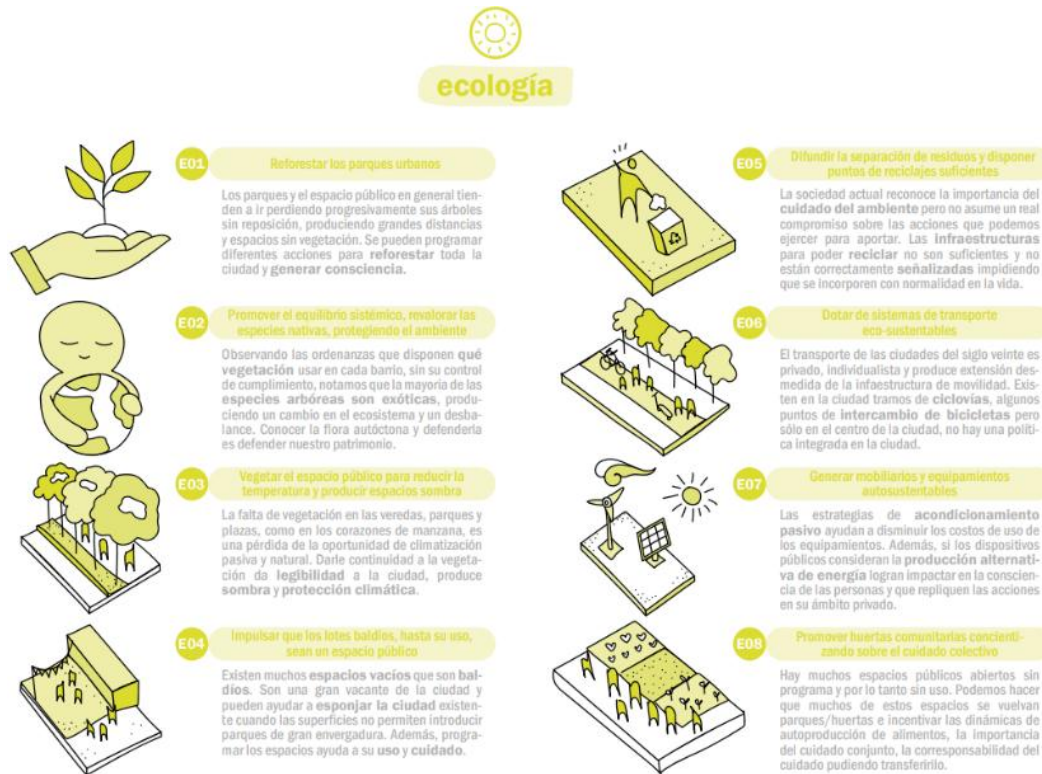 ecología
E01
Reforestar los parques urbanos
Los parques y el espacio público en general tien-
den a ir perdiendo progresivamente sus árboles
sin reposición, produciendo grandes distancias
y espacios sin vegetación. Se pueden programar
diferentes acciones para reforestar toda la
ciudad y generar consciencia.
E02
Promover el equilibrio sistémico, revalorar las
especies nativas, protegiendo el ambiente
Observando las ordenanzas que disponen qué
vegetación usar en cada barrio, sin su control
de cumplimiento, notamos que la mayoría de las
especies arbóreas son exóticas, produ-
ciendo un cambio en el ecosistema y un desba-
lance. Conocer la flora autóctona y defenderla
es defender nuestro patrimonio.
E03
Vegetar el espacio público para reducir la
temperatura y producir espacios sombra
La falta de vegetación en las veredas, parques y
plazas, como en los corazones de manzana, es
una pérdida de la oportunidad de climatización
pasiva y natural. Darle continuidad a la vegeta-
ción da legibilidad a la ciudad, produce
sombra y protección climática.
E04
Impulsar que los lotes baldíos, hasta su uso,
sean un espacio público
Existen muchos espacios vacíos que son bal-
díos. Son una gran vacante de la ciudad y
pueden ayudar a esponjar la ciudad existen-
te cuando las superficies no permiten introducir
parques de gran envergadura. Además, progra-
mar los espacios ayuda a su uso y cuidado.
E05
Difundir la separación de residuos y disponer
puntos de reciclajes suficientes
La sociedad actual reconoce la importancia del
cuidado del ambiente pero no asume un real
compromiso sobre las acciones que podemos
ejercer para aportar. Las infraestructuras
para poder reciclar no son suficientes y no
están correctamente señalizadas impidiendo
que se incorporen con normalidad en la vida.
E06
Dotar de sistemas de transporte
eco-sustentables
El transporte de las ciudades del siglo veinte es
privado, individualista y produce extensión des-
medida de la infaestructura de movilidad. Exis-
ten en la ciudad tramos de ciclovías, algunos
puntos de intercambio de bicicletas pero
sólo en el centro de la ciudad, no hay una políti-
ca integrada en la ciudad.
E07
Generar mobiliarios y equipamientos
autosustentables
Las estrategias de acondicionamiento
pasivo ayudan a disminuir los costos de uso de
los equipamientos. Además, si los dispositivos
públicos consideran la producción alternati-
va de energía logran impactar en la conscien-
cia de las personas y que repliquen las acciones
en su ámbito privado.
E08
Promover huertas comunitarias concienti-
zando sobre el cuidado colectivo
Hay muchos espacios públicos abiertos sin
programa y por lo tanto sin uso. Podemos hacer
que muchos de estos espacios se vuelvan
parques/huertas e incentivar las dinámicas de
autoproducción de alimentos, la importancia
del cuidado conjunto, la corresponsabilidad del
cuidado pudiendo transferirilo.